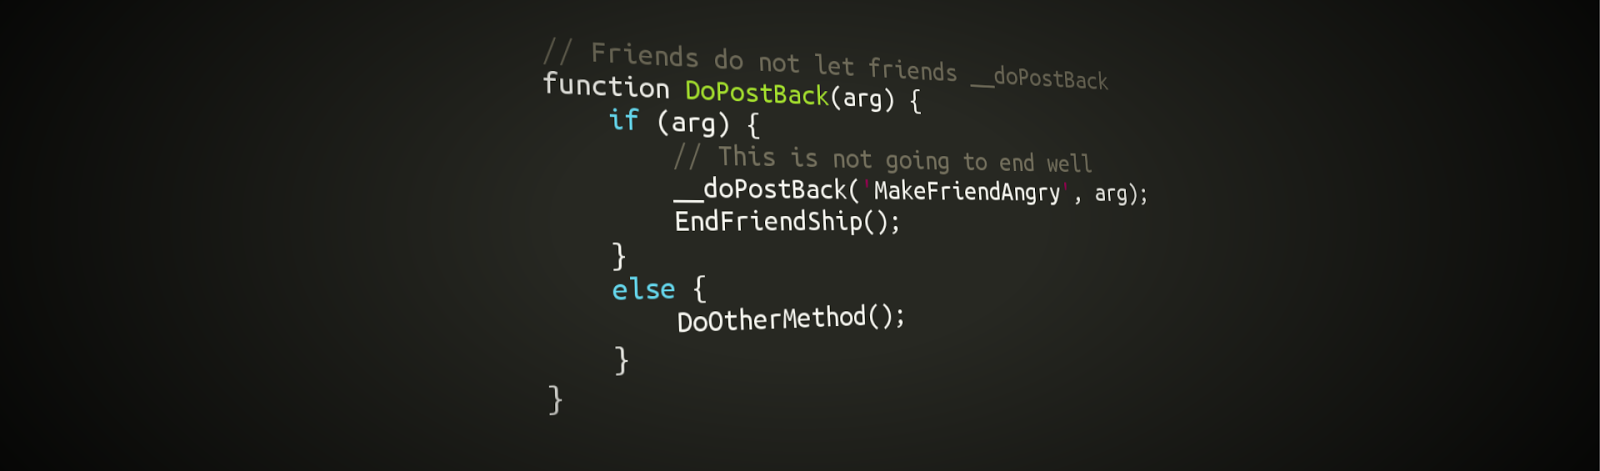 // Friends do not let friends __doPostBack
function DoPostBack(arg) {
if (arg) {
// This is not going to end well
__doPostBack('MakeFriendAngry', arg);
EndFriendShip();
}
else {
DoOtherMethod();
}
}